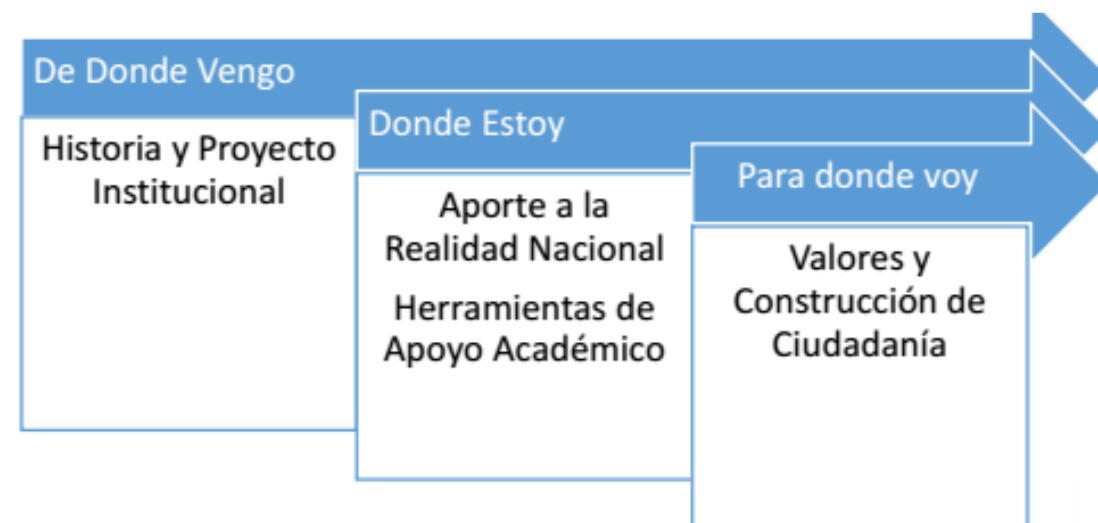 De Donde Vengo
Historia y Proyecto
Institucional
Donde Estoy
Aporte a la
Realidad Nacional
Herramientas de
Apoyo Académico
Para donde voy
Valores y
Construcción de
Ciudadanía